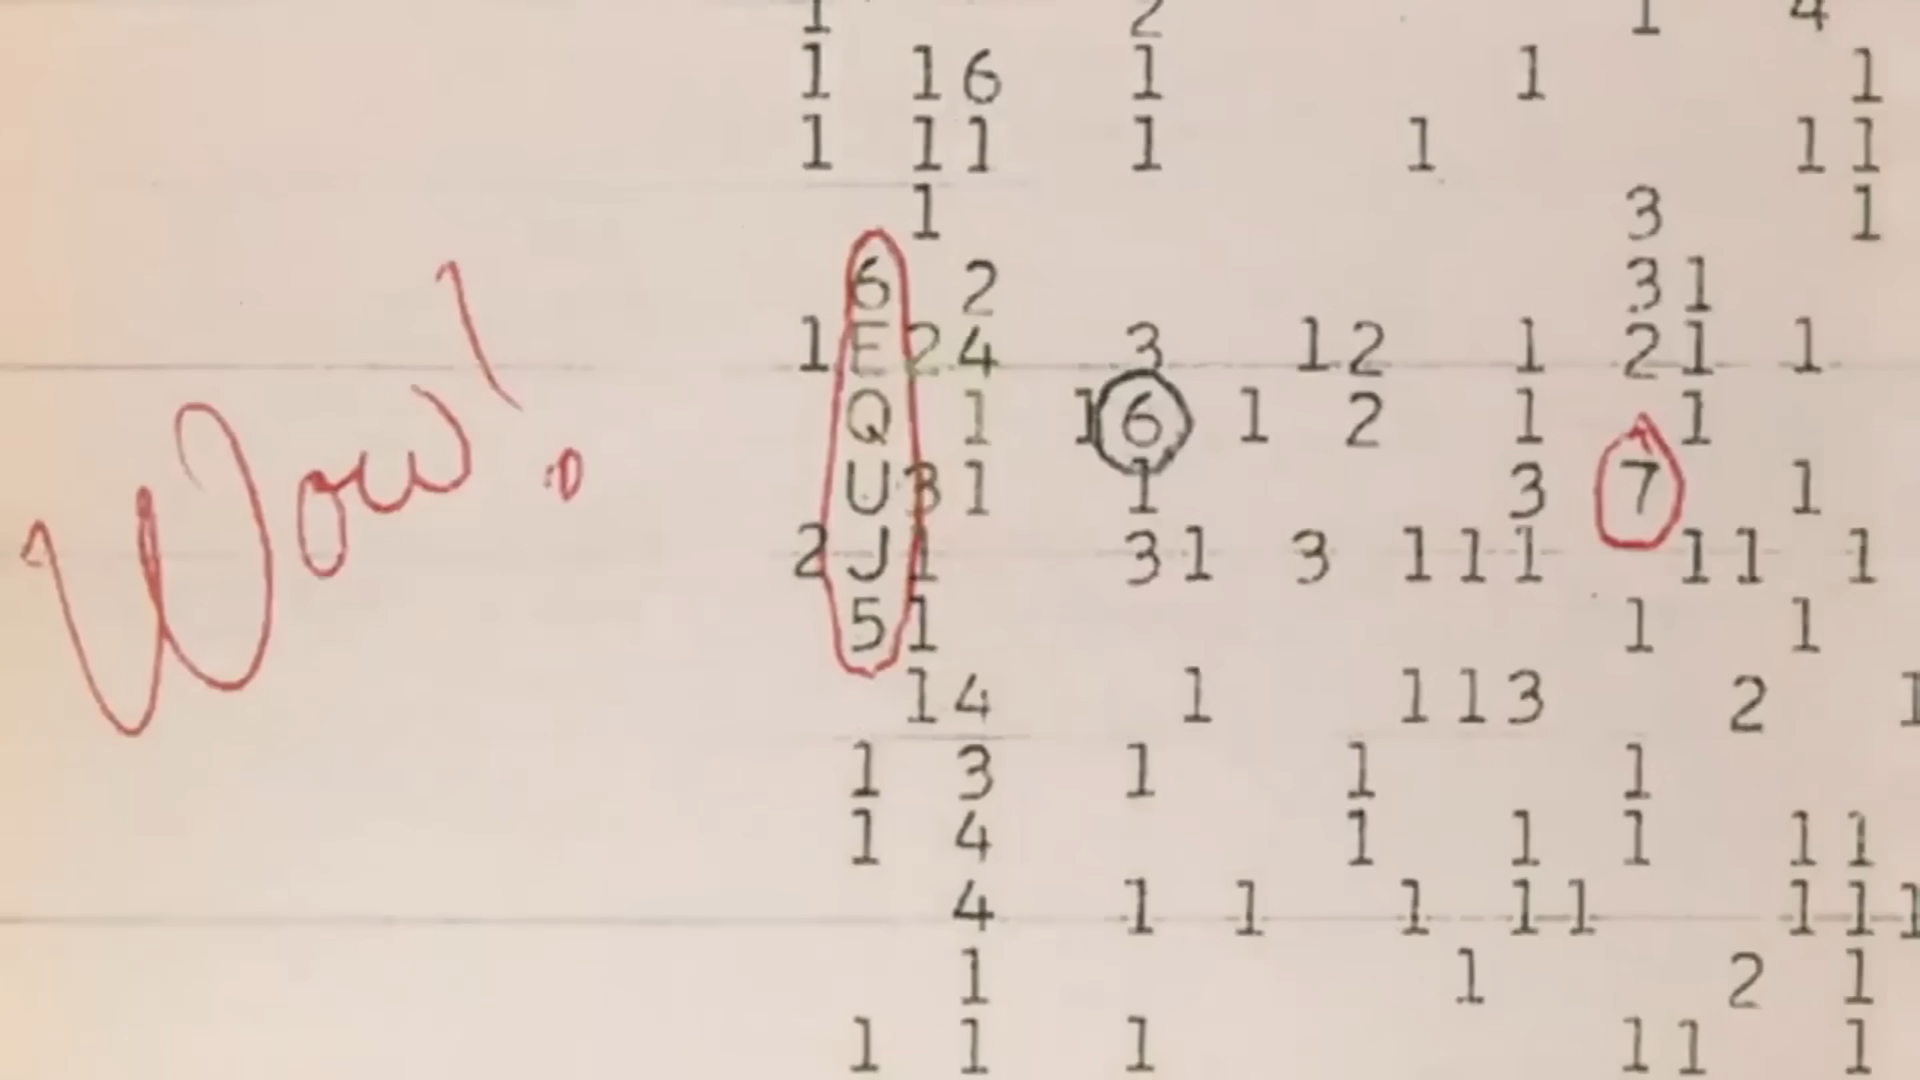 1 2 1 4
1 16 1 1 1
1 11 1 1 11
1 3 1
6 2 31
1E24 3 12 1 21 1
Q 1 16 1 2 1 1
U31 1 3 7 1
2J1 31 3 111 11 1
51 1 1
14 1 113 2 1
1 3 1 1 1
1 4 1 1 1 11
4 1 1 1 11 111
1 1 2 1
1 1 1 11 1
Wow!